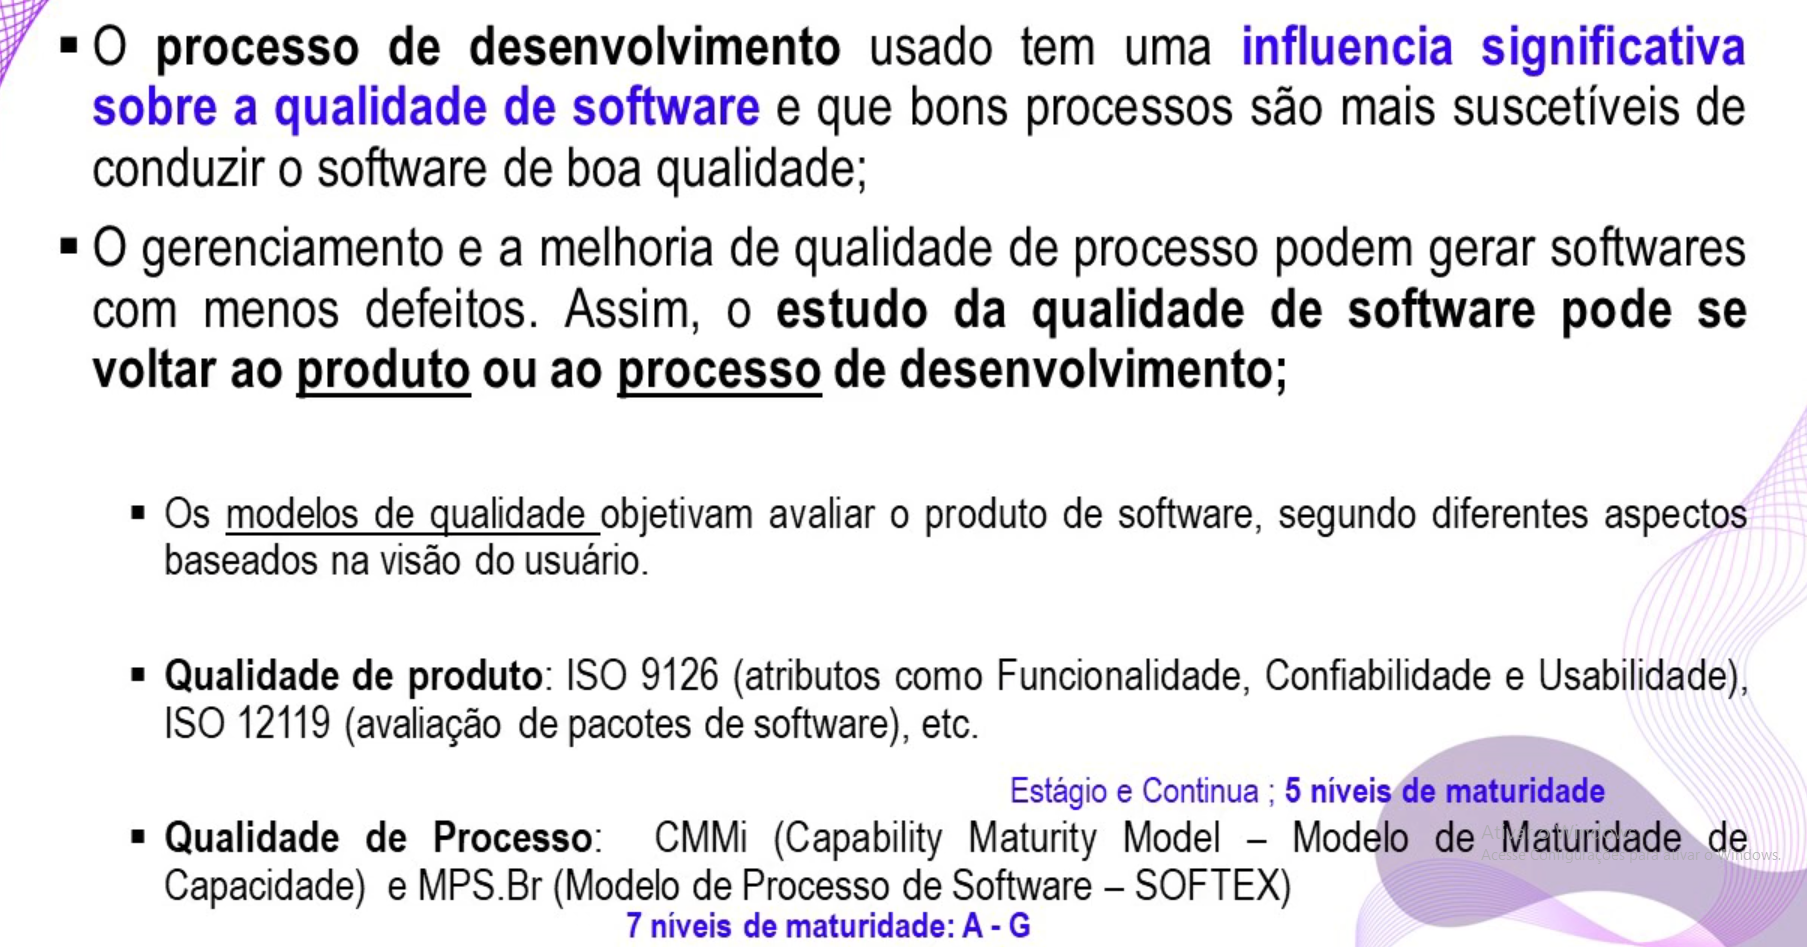 ▪ O processo de desenvolvimento usado tem uma influencia significativa
sobre a qualidade de software e que bons processos são mais suscetíveis de
conduzir o software de boa qualidade;
▪ O gerenciamento e a melhoria de qualidade de processo podem gerar softwares
com menos defeitos. Assim, o estudo da qualidade de software pode se
voltar ao produto ou ao processo de desenvolvimento;
▪ Os modelos de qualidade objetivam avaliar o produto de software, segundo diferentes aspectos
baseados na visão do usuário.
▪ Qualidade de produto: ISO 9126 (atributos como Funcionalidade, Confiabilidade e Usabilidade),
ISO 12119 (avaliação de pacotes de software), etc.
Estágio e Continua ; 5 níveis de maturidade
▪ Qualidade de Processo: CMMi (Capability Maturity Model – Modelo de Maturidade de
Capacidade) e MPS.Br (Modelo de Processo de Software – SOFTEX)
7 níveis de maturidade: A - G
Acesse Configurações para ativar o Windows.